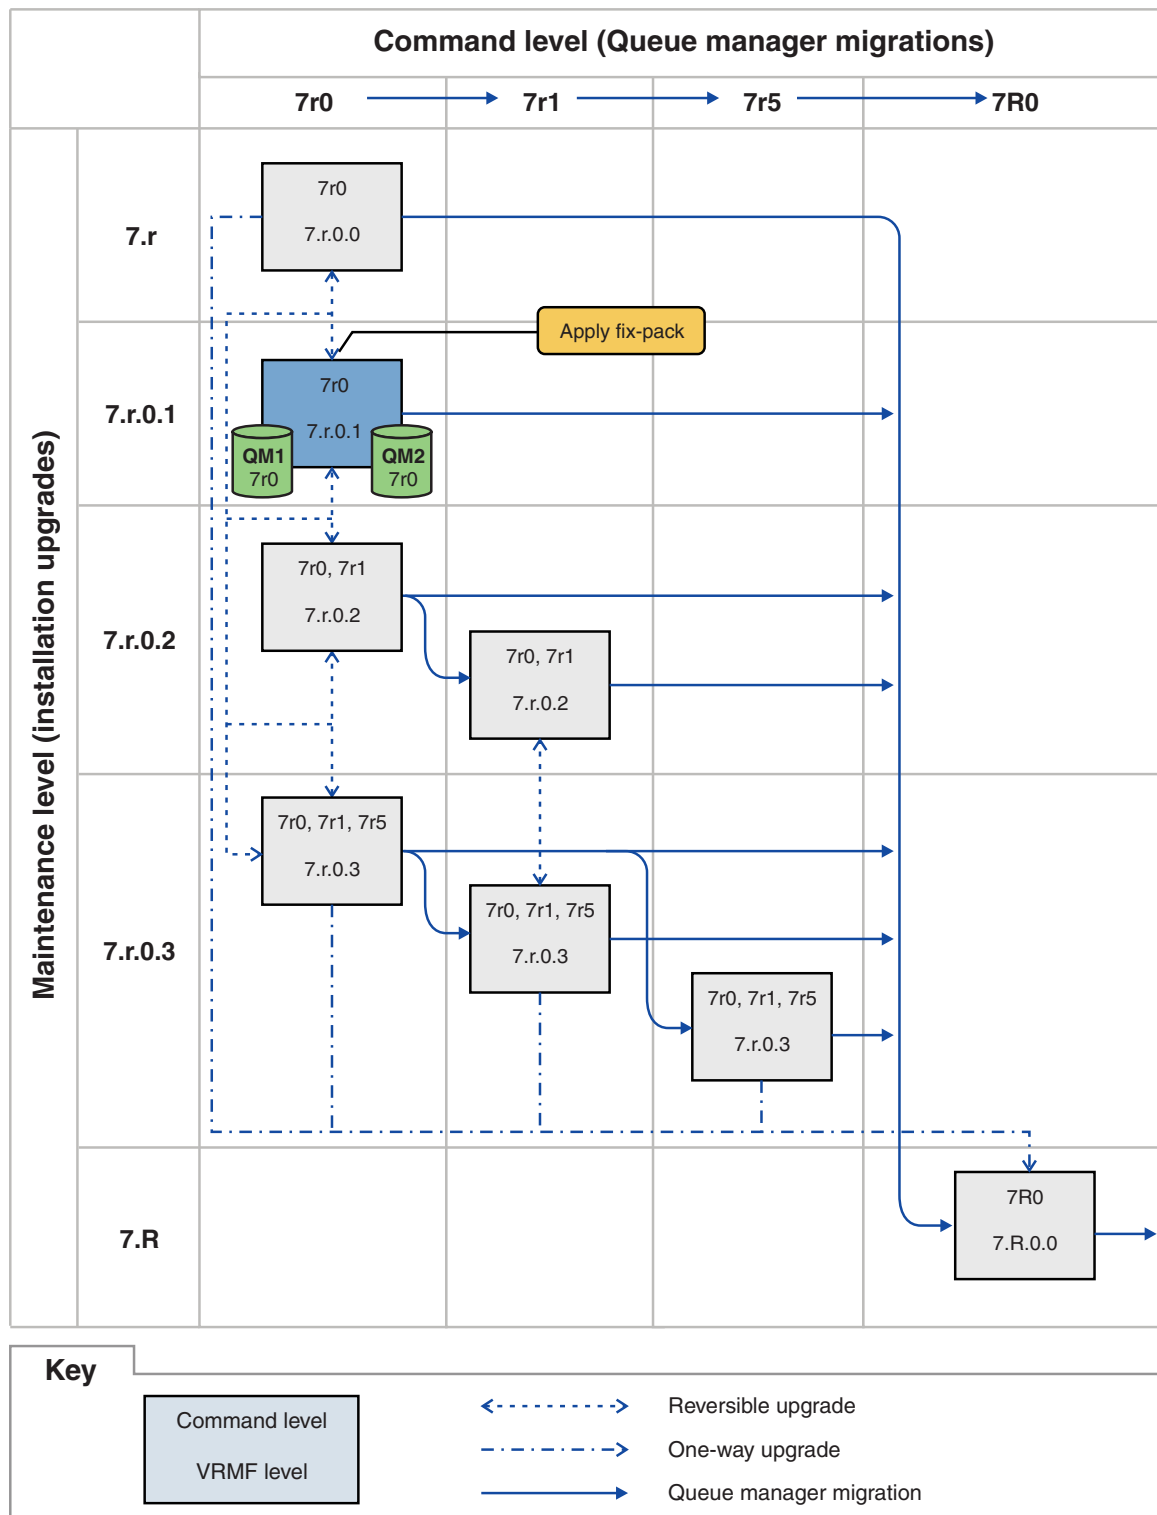 Command level (Queue manager migrations)
7r0
7r1
7r5
7R0
Maintenance level (installation upgrades)
7.r
7r0
7.r.0.0
Apply fix-pack
7.r.0.1
7r0
7.r.0.1
QM1
7r0
QM2
7r0
7.r.0.2
7r0, 7r1
7.r.0.2
7r0, 7r1
7.r.0.2
7.r.0.3
7r0, 7r1, 7r5
7.r.0.3
7r0, 7r1, 7r5
7.r.0.3
7r0, 7r1, 7r5
7.r.0.3
7.R
7R0
7.R.0.0
Key
Command level
VRMF level
Reversible upgrade
One-way upgrade
Queue manager migration